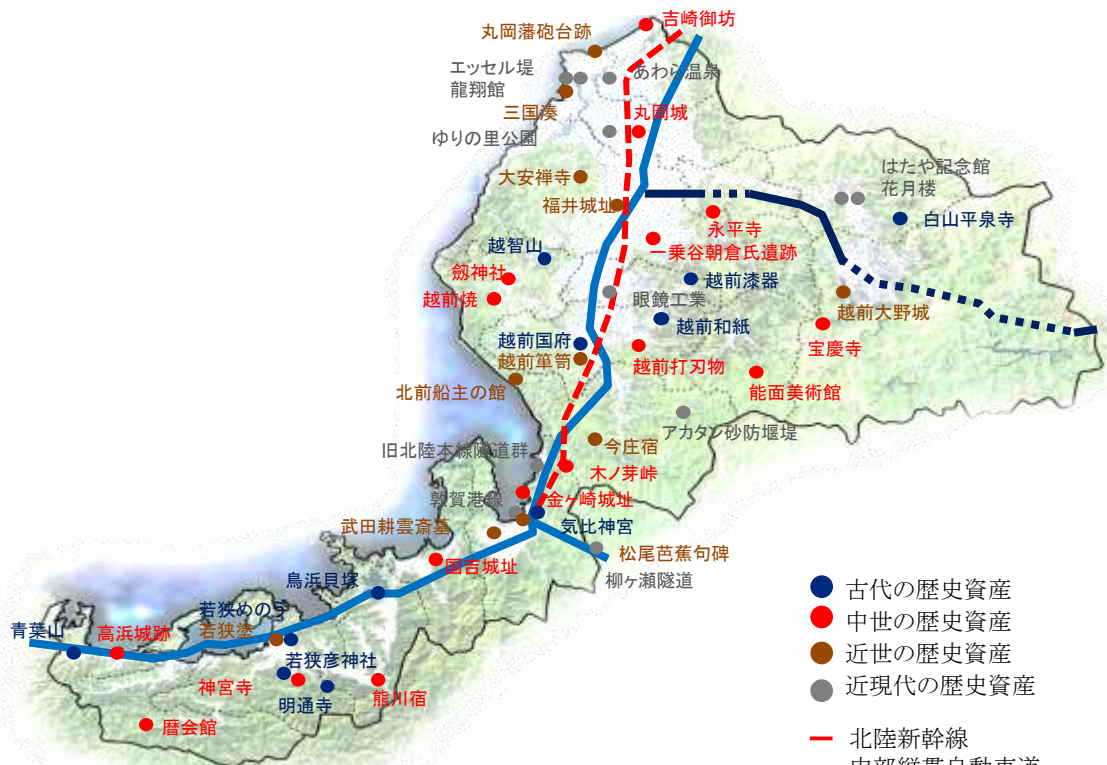 吉崎御坊
丸岡藩砲台跡
エッセル堤
龍翔館
あわら温泉
三国湊
丸岡城
ゆりの里公園
はたや記念館
花月楼
大安禅寺
福井城址
永平寺
白山平泉寺
越智山
一乗谷朝倉氏遺跡
劔神社
越前漆器
越前焼
眼鏡工業
越前大野城
越前和紙
宝慶寺
越前国府
越前箪笥
越前打刃物
能面美術館
北前船主の館
アカタン砂防堰堤
旧北陸本線隧道群
今庄宿
木ノ芽峠
敦賀港線
金ヶ崎城址
武田耕雲斎墓
気比神宮
松尾芭蕉句碑
国吉城址
柳ヶ瀬隧道
鳥浜貝塚
若狭めのう
青葉山
高浜城跡
若狭塗
若狭彦神社
神宮寺
明通寺
熊川宿
暦会館
古代の歴史資産
中世の歴史資産
近世の歴史資産
近現代の歴史資産
北陸新幹線
中部縦貫自動車道